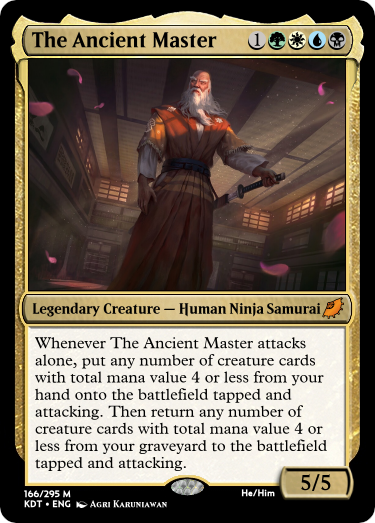 The Ancient Master 1
Legendary Creature — Human Ninja Samurai
Whenever The Ancient Master attacks
alone, put any number of creature cards
with total mana value 4 or less from your
hand onto the battlefield tapped and
attacking. Then return any number of
creature cards with total mana value 4 or
less from your graveyard to the battlefield
tapped and attacking.
5/5
166/295 M
He/Him
KDT • ENG Agri Karuniawan